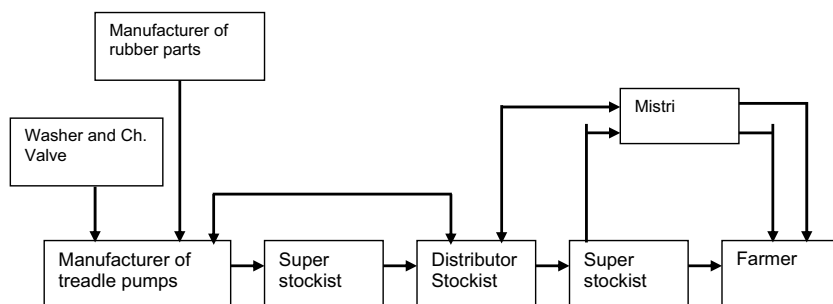 Manufacturer of
rubber parts
Mistri
Washer and Ch.
Valve
Manufacturer of
treadle pumps
Super
stockist
Distributor
Stockist
Super
stockist
Farmer